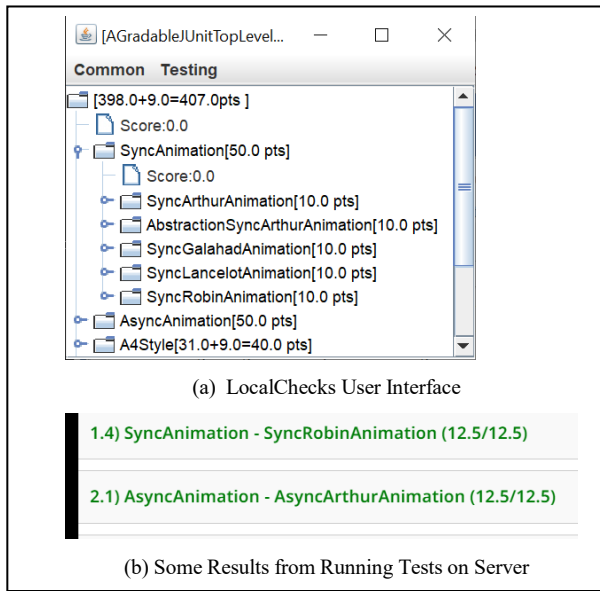 [AGradableJUnitTopLevel...
Common Testing
[398.0+9.0=407.0pts ]
Score:0.0
SyncAnimation[50.0 pts]
Score:0.0
SyncArthurAnimation[10.0 pts]
AbstractionSyncArthurAnimation[10.0 pts]
SyncGalahadAnimation[10.0 pts]
SyncLancelotAnimation[10.0 pts]
SyncRobinAnimation[10.0 pts]
AsyncAnimation[50.0 pts]
A4Style[31.0+9.0=40.0 pts]
(a) LocalChecks User Interface
1.4) SyncAnimation - SyncRobinAnimation (12.5/12.5)
2.1) AsyncAnimation - AsyncArthurAnimation (12.5/12.5)
(b) Some Results from Running Tests on Server